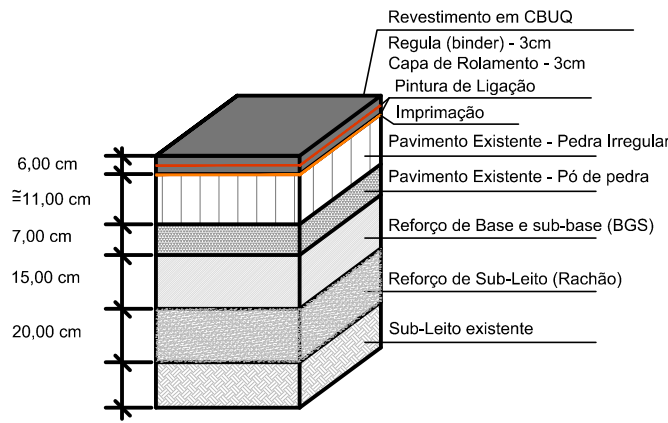 Revestimento em CBUQ
Regula (binder) - 3cm
Capa de Rolamento - 3cm
Pintura de Ligação
Imprimação
Pavimento Existente - Pedra Irregular
Pavimento Existente - Pó de pedra
Reforço de Base e sub-base (BGS)
Reforço de Sub-Leito (Rachão)
Sub-Leito existente
6,00 cm
≅11,00 cm
7,00 cm
15,00 cm
20,00 cm